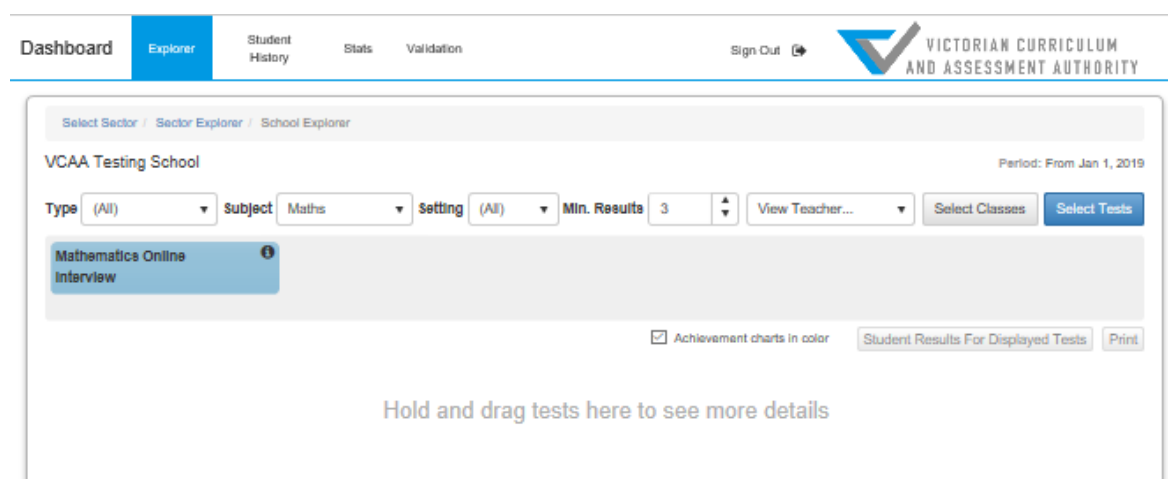 Dashboard Explorer Student History Stats Validation Sign Out VICTORIAN CURRICULUM
AND ASSESSMENT AUTHORITY
Select Sector / Sector Explorer / School Explorer
VCAA Testing School Period: From Jan 1, 2019
Type (All) Subject Maths Setting (All) Min. Results 3 View Teacher... Select Classes Select Tests
Mathematics Online
Interview
Achievement charts in color Student Results For Displayed Tests Print
Hold and drag tests here to see more details